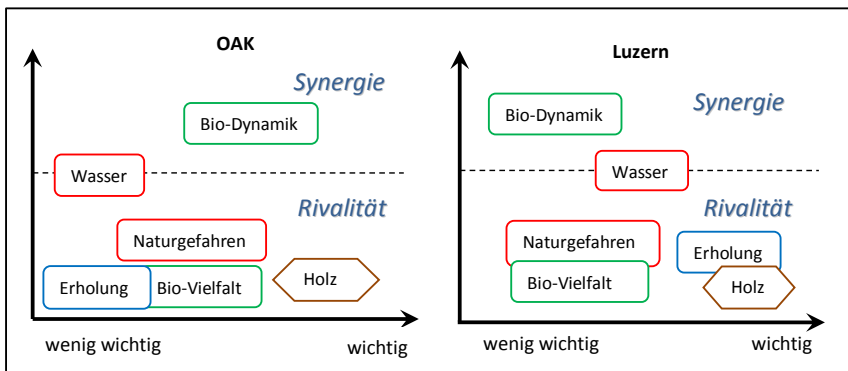 OAK
Synergie
Bio-Dynamik
Wasser
Rivalität
Naturgefahren
Erholung
Bio-Vielfalt
Holz
wenig wichtig
wichtig
Luzern
Synergie
Bio-Dynamik
Wasser
Rivalität
Naturgefahren
Erholung
Bio-Vielfalt
Holz
wenig wichtig
wichtig